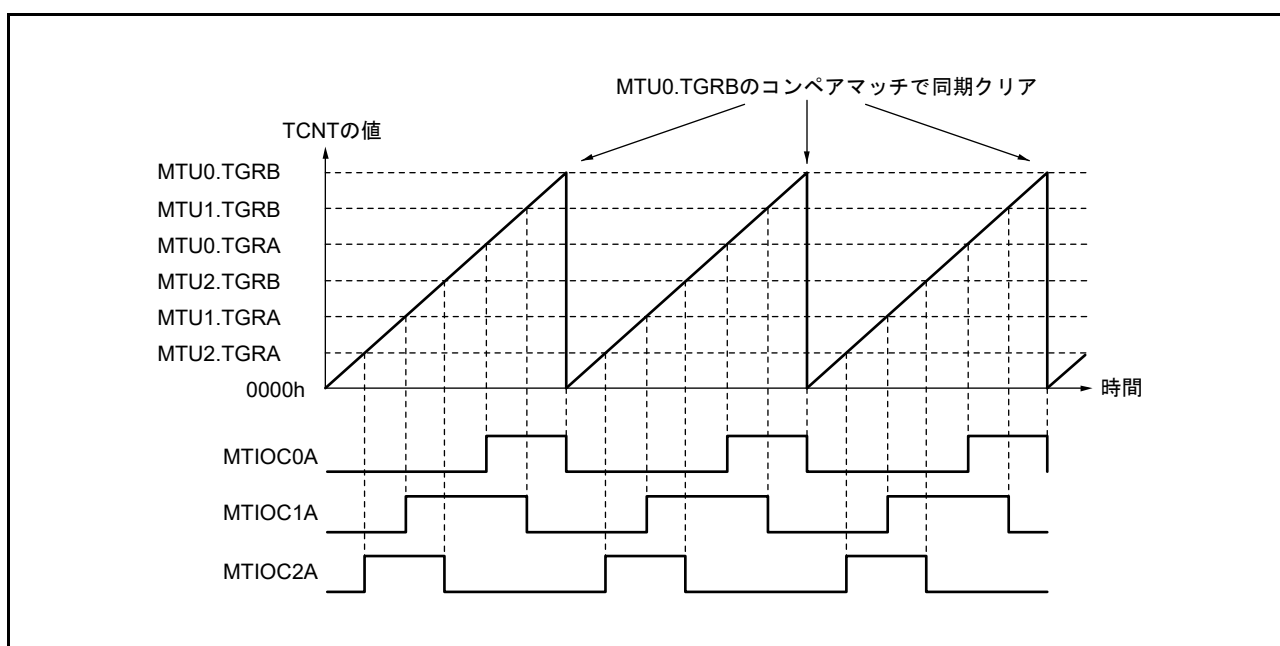 MTU0.TGRBのコンペアマッチで同期クリア
TCNTの値
MTU0.TGRB
MTU1.TGRB
MTU0.TGRA
MTU2.TGRB
MTU1.TGRA
MTU2.TGRA
0000h
時間
MTIOC0A
MTIOC1A
MTIOC2A